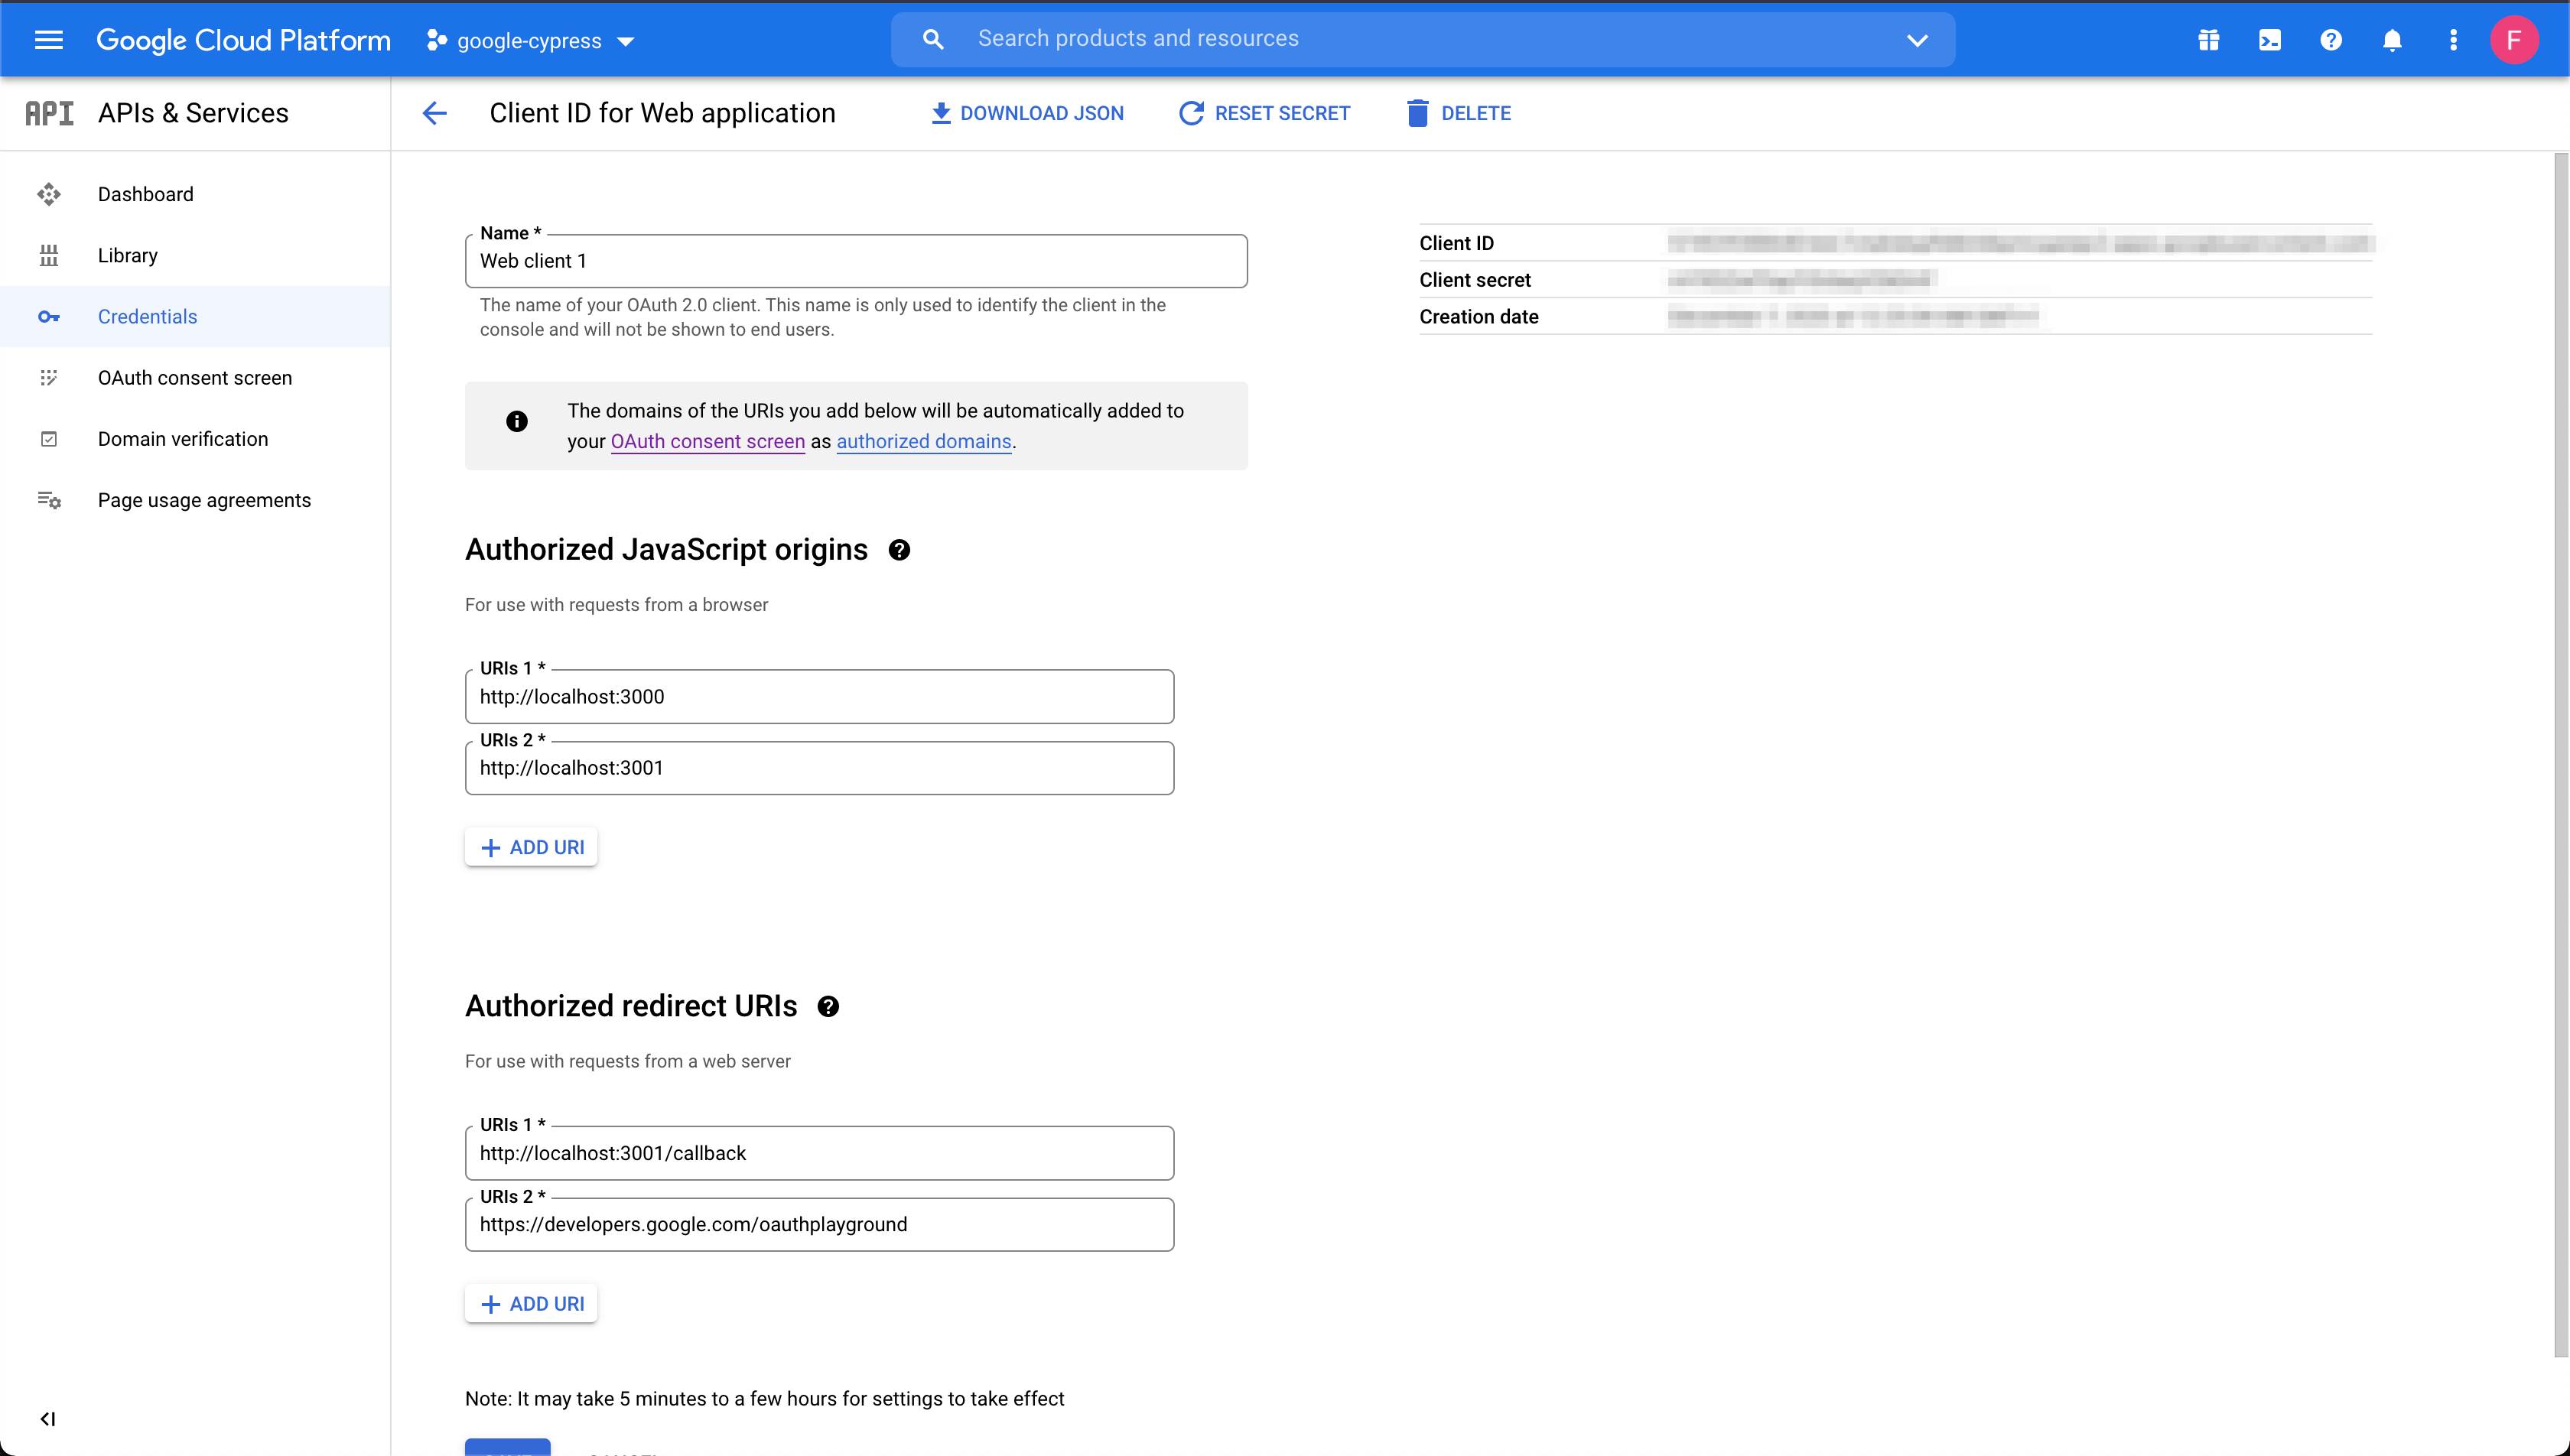 Google Cloud Platform
google-cypress
Search products and resources
F
API
APIs & Services
Client ID for Web application
DOWNLOAD JSON
RESET SECRET
DELETE
Dashboard
Library
Credentials
OAuth consent screen
Domain verification
Page usage agreements
Name *
Web client 1
The name of your OAuth 2.0 client. This name is only used to identify the client in the
console and will not be shown to end users.
Client ID
Client secret
Creation date
The domains of the URIs you add below will be automatically added to
your OAuth consent screen as authorized domains.
Authorized JavaScript origins
For use with requests from a browser
URIs 1 *
http://localhost:3000
URIs 2 *
http://localhost:3001
ADD URI
Authorized redirect URIs
For use with requests from a web server
URIs 1 *
http://localhost:3001/callback
URIs 2 *
https://developers.google.com/oauthplayground
ADD URI
Note: It may take 5 minutes to a few hours for settings to take effect